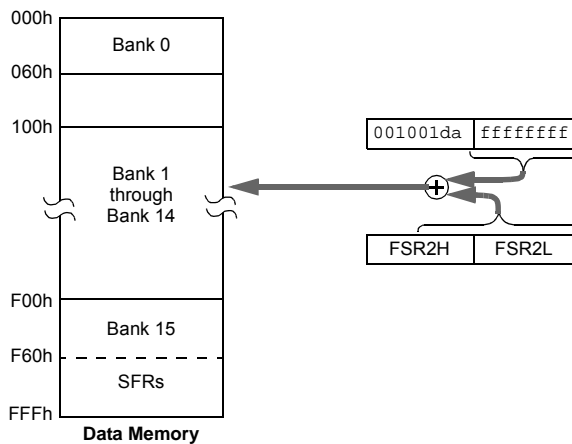 000h
Bank 0
060h
100h
001001da ffffffff
Bank 1
through
Bank 14
FSR2H FSR2L
F00h
Bank 15
F60h
SFRs
FFFh
Data Memory